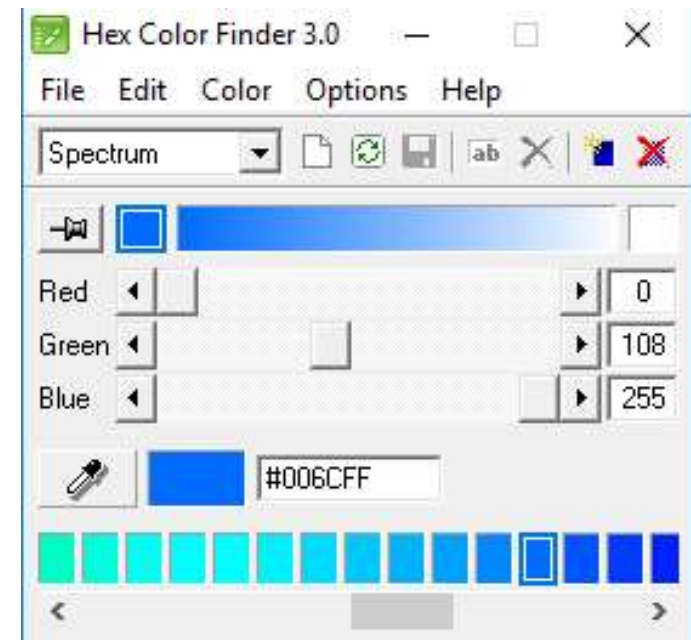 Hex Color Finder 3.0
File Edit Color Options Help
Spectrum ab
Red 0
Green 108
Blue 255
#006CFF